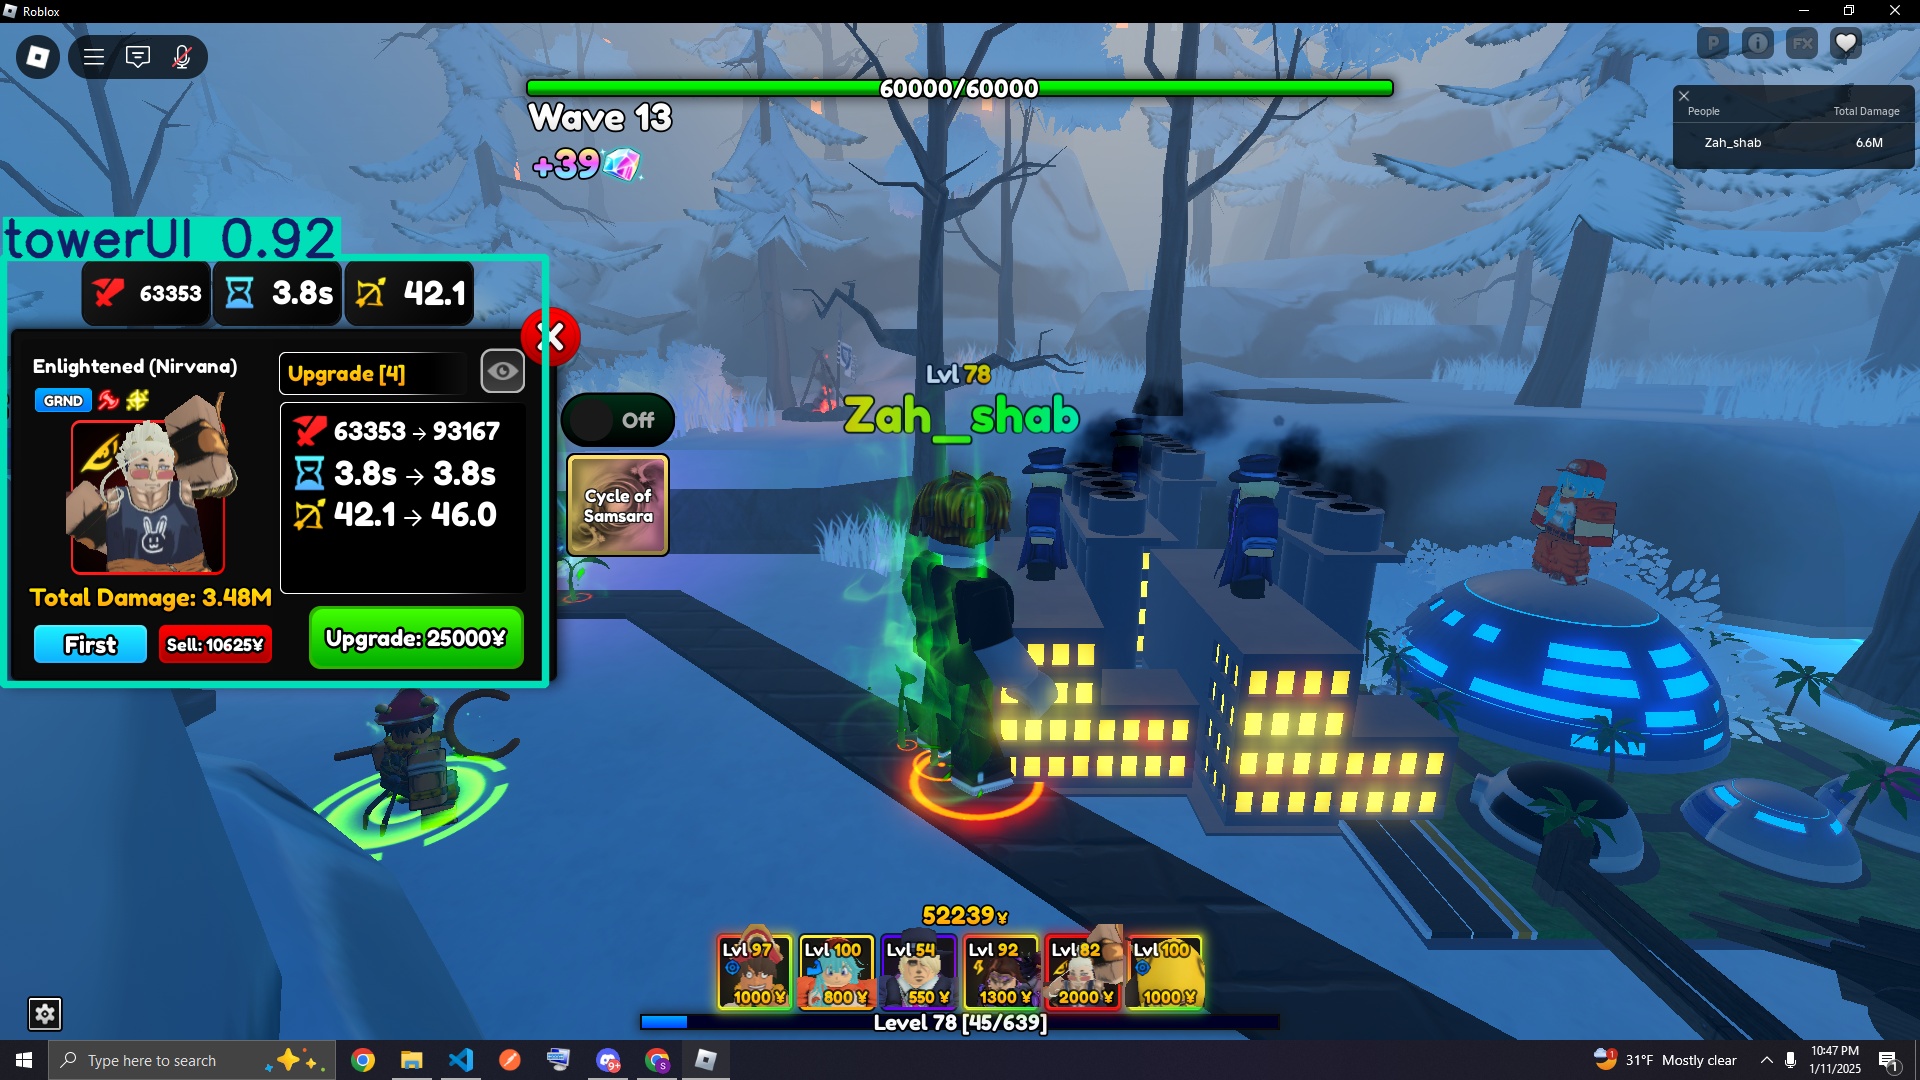 Roblox
P
FX
60000/60000
Wave 13
+39
People Total Damage
Zah_shab 6.6M
towerUI 0.92
63353 3.8s 42.1
X
Enlightened (Nirvana)
GRND
Upgrade [4]
63353 → 93167
3.8s → 3.8s
42.1 → 46.0
Total Damage: 3.48M
First
Sell: 10625¥
Upgrade: 25000¥
Off
Cycle of
Samsara
Lvl 78
Zah_shab
52239¥
Lvl 97 Lvl 100 Lvl 54 Lvl 92 Lvl 82 Lvl 100
1000 ¥ 800 ¥ 550 ¥ 1300 ¥ 2000 ¥ 1000 ¥
Level 78 [45/639]
Type here to search
9+
S
1
31°F Mostly clear
10:47 PM
1/11/2025
1